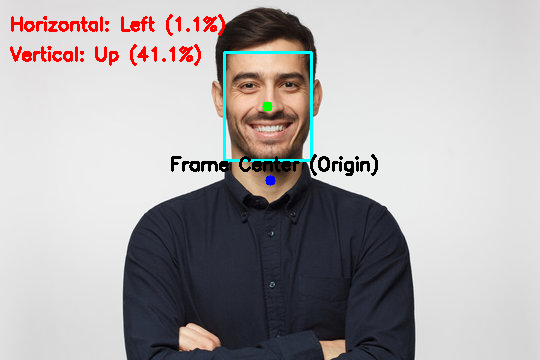 Horizontal: Left (1.1%)
Vertical: Up (41.1%)
Frame Center (Origin)